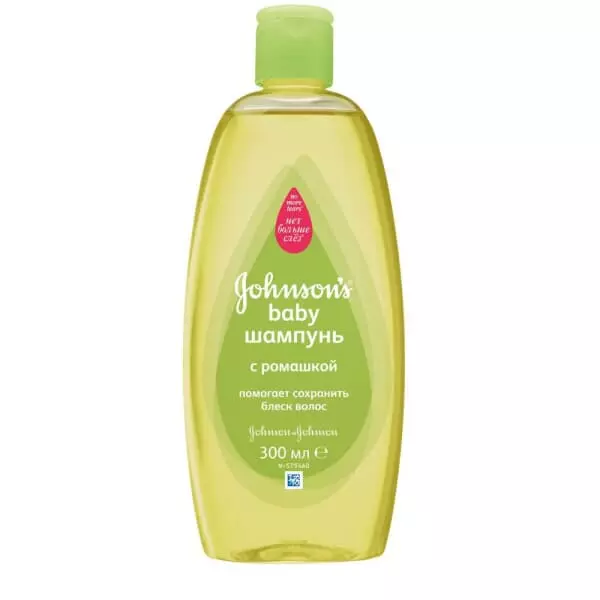 no
more
tears®
нет
больше
слёз
Johnson's®
baby
шампунь
с ромашкой
помогает сохранить
блеск волос
Johnson & Johnson
300 мл ℮